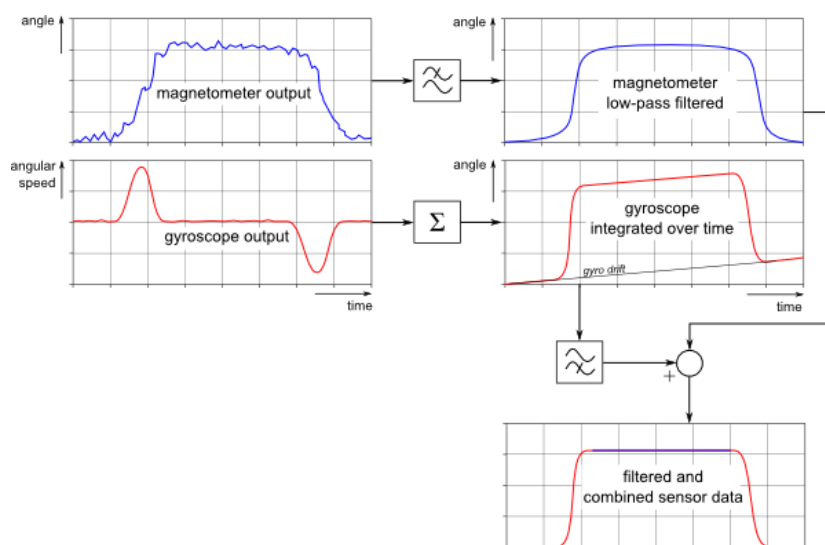 angle
magnetometer output
angle
magnetometer
low-pass filtered
angular
speed
gyroscope output
time
Σ
angle
gyroscope
integrated over time
gyro drift
time
+
filtered and
combined sensor data